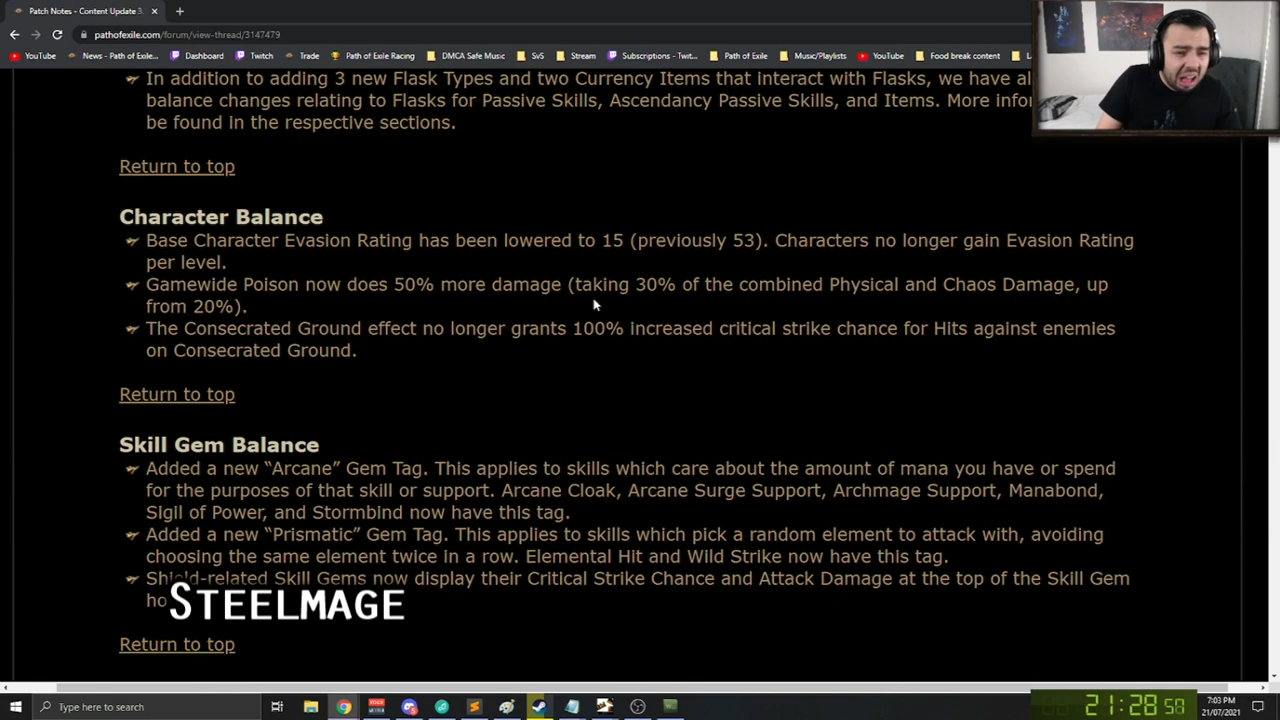 Patch Notes - Content Update 3.
pathofexile.com/forum/view-thread/3147479
YouTube News - Path of Exile... Dashboard Twitch Trade Path of Exile Racing DMCA Safe Music SvS Stream Subscriptions - Twit... Path of Exile Music/Playlists YouTube Food break content
In addition to adding 3 new Flask Types and two Currency Items that interact with Flasks, we have al
balance changes relating to Flasks for Passive Skills, Ascendancy Passive Skills, and Items. More infor
be found in the respective sections.
Return to top
Character Balance
Base Character Evasion Rating has been lowered to 15 (previously 53). Characters no longer gain Evasion Rating
per level.
Gamewide Poison now does 50% more damage (taking 30% of the combined Physical and Chaos Damage, up
from 20%).
The Consecrated Ground effect no longer grants 100% increased critical strike chance for Hits against enemies
on Consecrated Ground.
Return to top
Skill Gem Balance
Added a new “Arcane” Gem Tag. This applies to skills which care about the amount of mana you have or spend
for the purposes of that skill or support. Arcane Cloak, Arcane Surge Support, Archmage Support, Manabond,
SIgil of Power, and Stormbind now have this tag.
Added a new “Prismatic” Gem Tag. This applies to skills which pick a random element to attack with, avoiding
choosing the same element twice in a row. Elemental Hit and Wild Strike now have this tag.
Shield-related Skill Gems now display their Critical Strike Chance and Attack Damage at the top of the Skill Gem
ho
STEELMAGE
Return to top
Type here to search
21:28 58
7:03 PM
21/07/2021